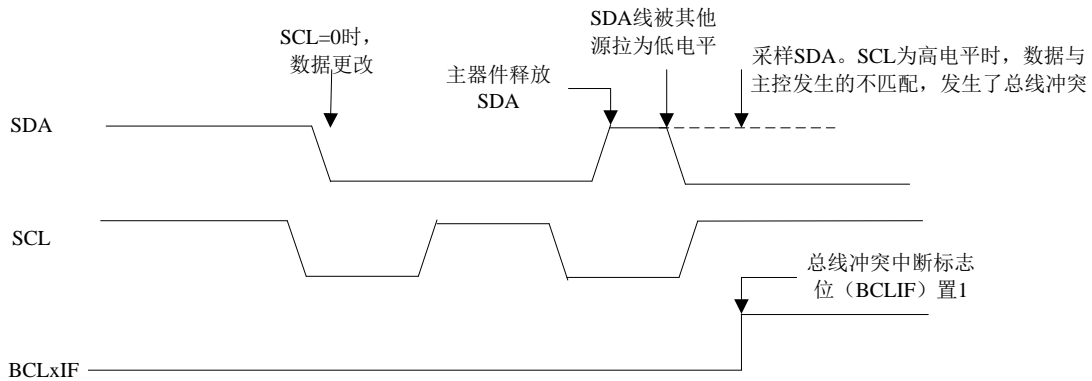 SCL=0时，
数据更改
主器件释放
SDA
SDA线被其他
源拉为低电平
采样SDA。SCL为高电平时，数据与
主控发生的不匹配，发生了总线冲突
SDA
SCL
总线冲突中断标志
位（BCLIF）置1
BCLxIF